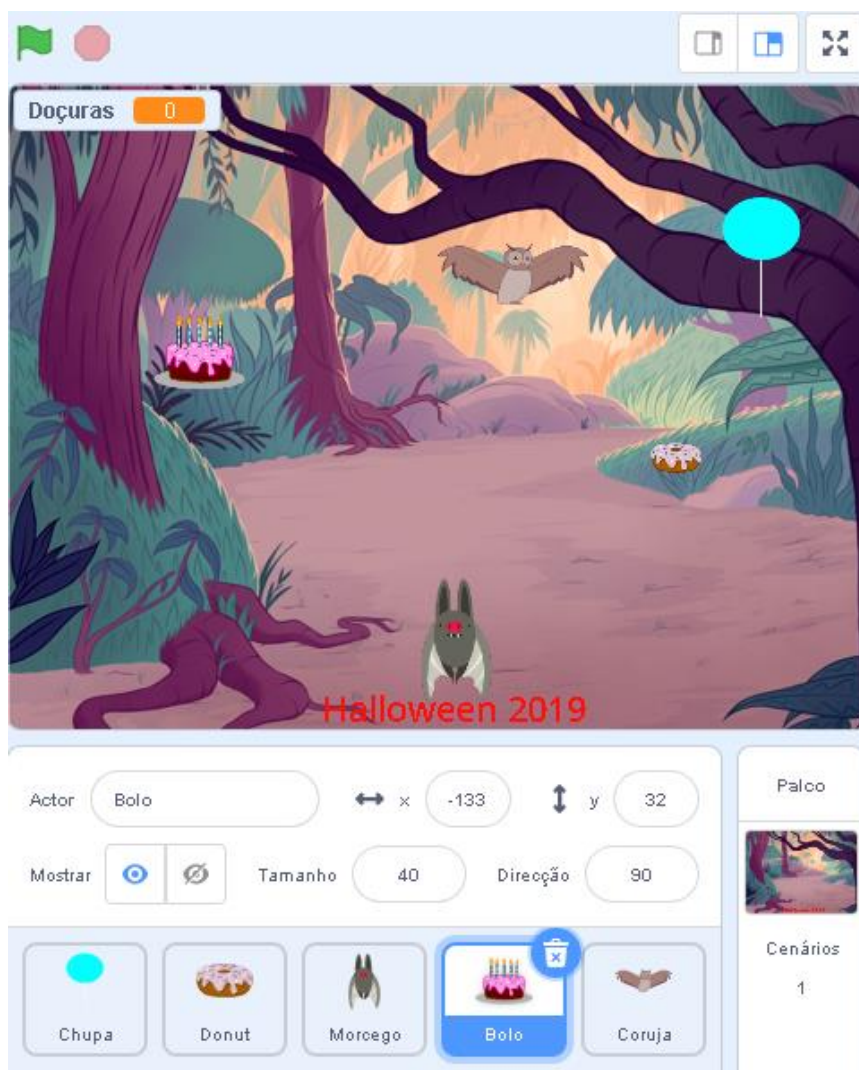 Doçuras 0
Halloween 2019
Actor Bolo x -133 y 32
Mostrar Tamanho 40 Direcção 90
Palco
Cenários
1
Chupa Donut Morcego Bolo Coruja